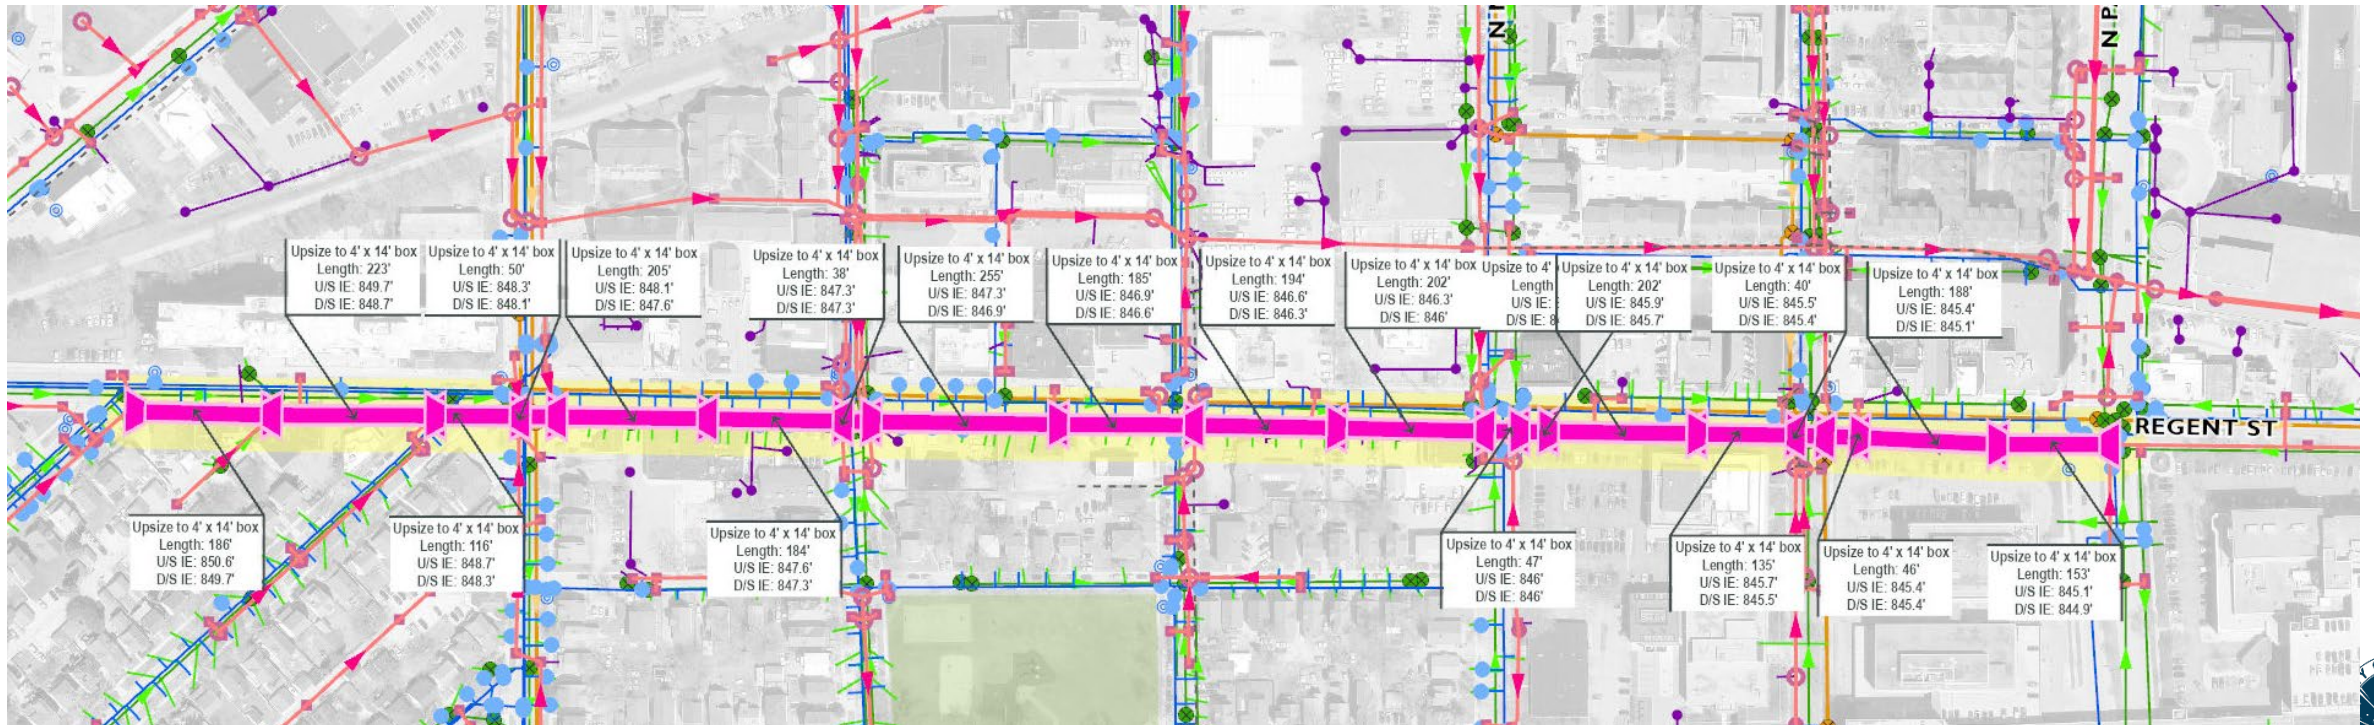 N
N P
Upsize to 4' x 14' box
Length: 223'
U/S IE: 849.7'
D/S IE: 848.7'
Upsize to 4' x 14' box
Length: 50'
U/S IE: 848.3'
D/S IE: 848.1'
Upsize to 4' x 14' box
Length: 205'
U/S IE: 848.1'
D/S IE: 847.6'
Upsize to 4' x 14' box
Length: 38'
U/S IE: 847.3'
D/S IE: 847.3'
Upsize to 4' x 14' box
Length: 255'
U/S IE: 847.3'
D/S IE: 846.9'
Upsize to 4' x 14' box
Length: 185'
U/S IE: 846.9'
D/S IE: 846.6'
Upsize to 4' x 14' box
Length: 194'
U/S IE: 846.6'
D/S IE: 846.3'
Upsize to 4' x 14' box
Length: 202'
U/S IE: 846.3'
D/S IE: 846'
Upsize to 4'
Length
U/S IE:
D/S IE: 8
Upsize to 4' x 14' box
Length: 202'
U/S IE: 845.9'
D/S IE: 845.7'
Upsize to 4' x 14' box
Length: 40'
U/S IE: 845.5'
D/S IE: 845.4'
Upsize to 4' x 14' box
Length: 188'
U/S IE: 845.4'
D/S IE: 845.1'
REGENT ST
Upsize to 4' x 14' box
Length: 186'
U/S IE: 850.6'
D/S IE: 849.7'
Upsize to 4' x 14' box
Length: 116'
U/S IE: 848.7'
D/S IE: 848.3'
Upsize to 4' x 14' box
Length: 184'
U/S IE: 847.6'
D/S IE: 847.3'
Upsize to 4' x 14' box
Length: 47'
U/S IE: 846'
D/S IE: 846'
Upsize to 4' x 14' box
Length: 135'
U/S IE: 845.7'
D/S IE: 845.5'
Upsize to 4' x 14' box
Length: 46'
U/S IE: 845.4'
D/S IE: 845.4'
Upsize to 4' x 14' box
Length: 153'
U/S IE: 845.1'
D/S IE: 844.9'